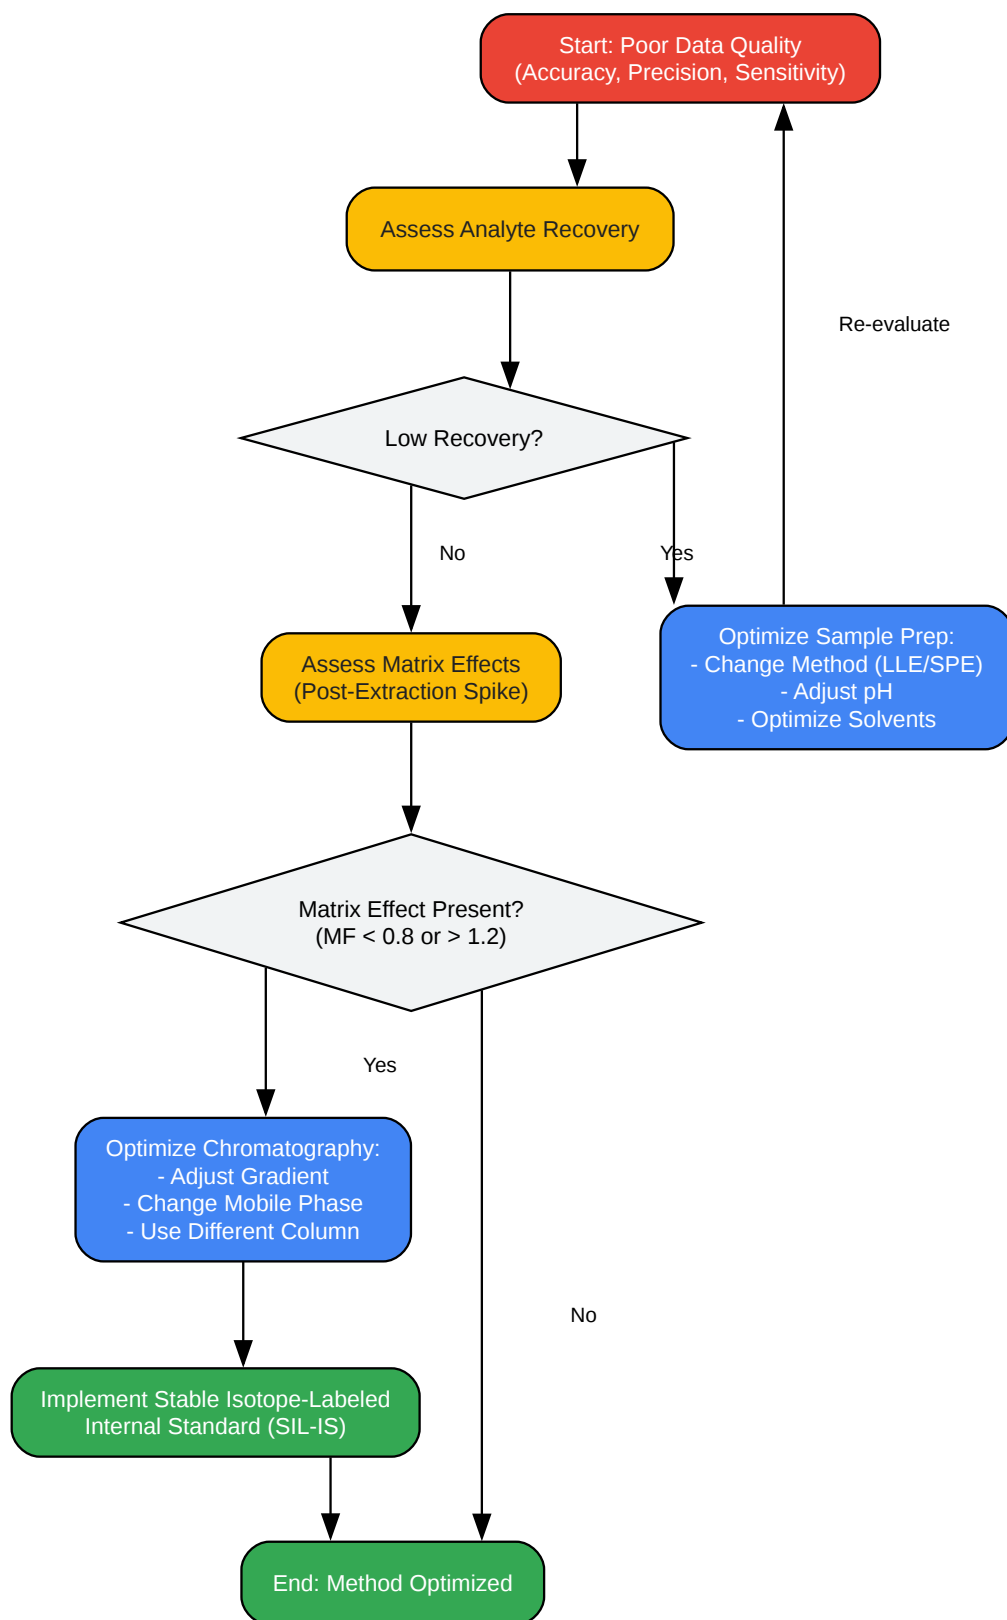 Start: Poor Data Quality
(Accuracy, Precision, Sensitivity)
Assess Analyte Recovery
Re-evaluate
Low Recovery?
No
Yes
Optimize Sample Prep:
- Change Method (LLE/SPE)
- Adjust pH
- Optimize Solvents
Assess Matrix Effects
(Post-Extraction Spike)
Matrix Effect Present?
(MF < 0.8 or > 1.2)
Yes
Optimize Chromatography:
- Adjust Gradient
- Change Mobile Phase
- Use Different Column
No
Implement Stable Isotope-Labeled
Internal Standard (SIL-IS)
End: Method Optimized